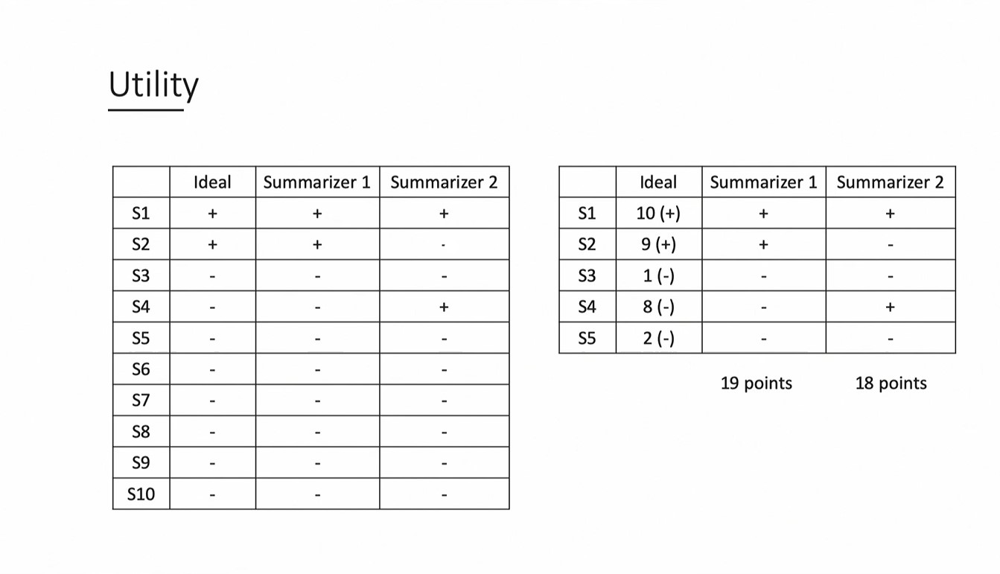 Utility
Ideal Summarizer 1 Summarizer 2
S1 + + +
S2 + + -
S3 - - -
S4 - - +
S5 - - -
S6 - - -
S7 - - -
S8 - - -
S9 - - -
S10 - - -
Ideal Summarizer 1 Summarizer 2
S1 10 (+) + +
S2 9 (+) + -
S3 1 (-) - -
S4 8 (-) - +
S5 2 (-) - -
19 points 18 points